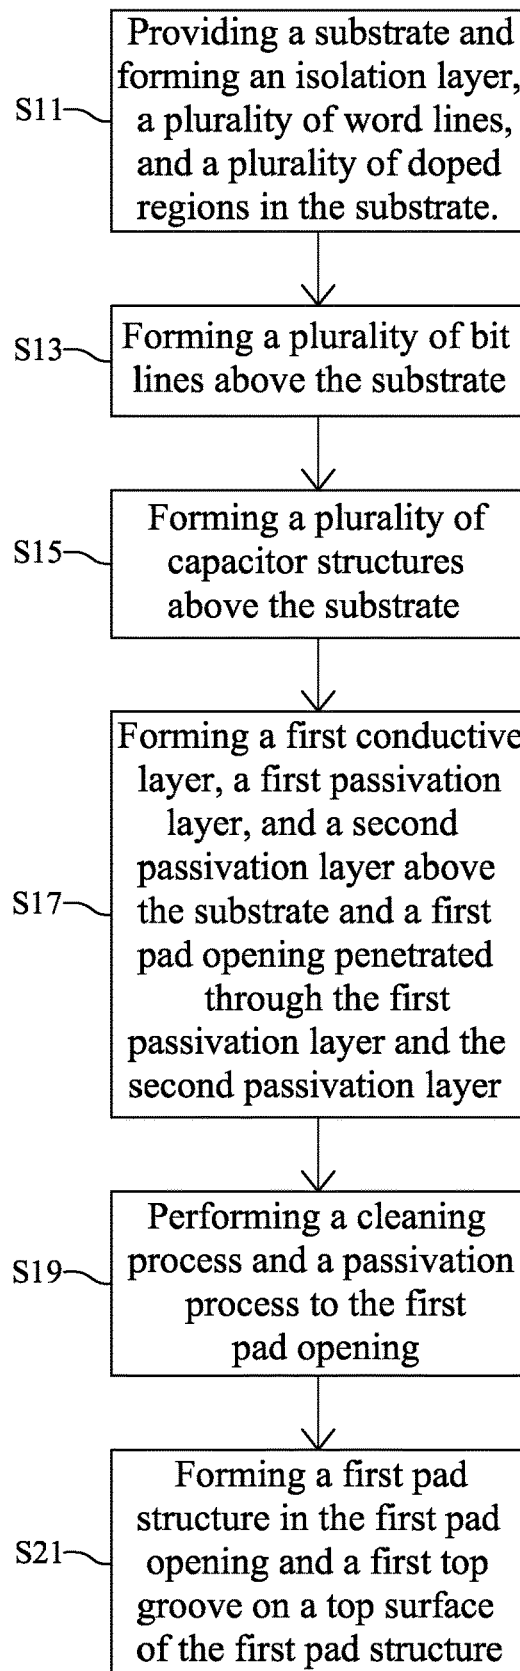 S11
Providing a substrate and
forming an isolation layer,
a plurality of word lines,
and a plurality of doped
regions in the substrate.
S13
Forming a plurality of bit
lines above the substrate
S15
Forming a plurality of
capacitor structures
above the substrate
S17
Forming a first conductive
layer, a first passivation
layer, and a second
passivation layer above
the substrate and a first
pad opening penetrated
through the first
passivation layer and the
second passivation layer
S19
Performing a cleaning
process and a passivation
process to the first
pad opening
S21
Forming a first pad
structure in the first pad
opening and a first top
groove on a top surface
of the first pad structure